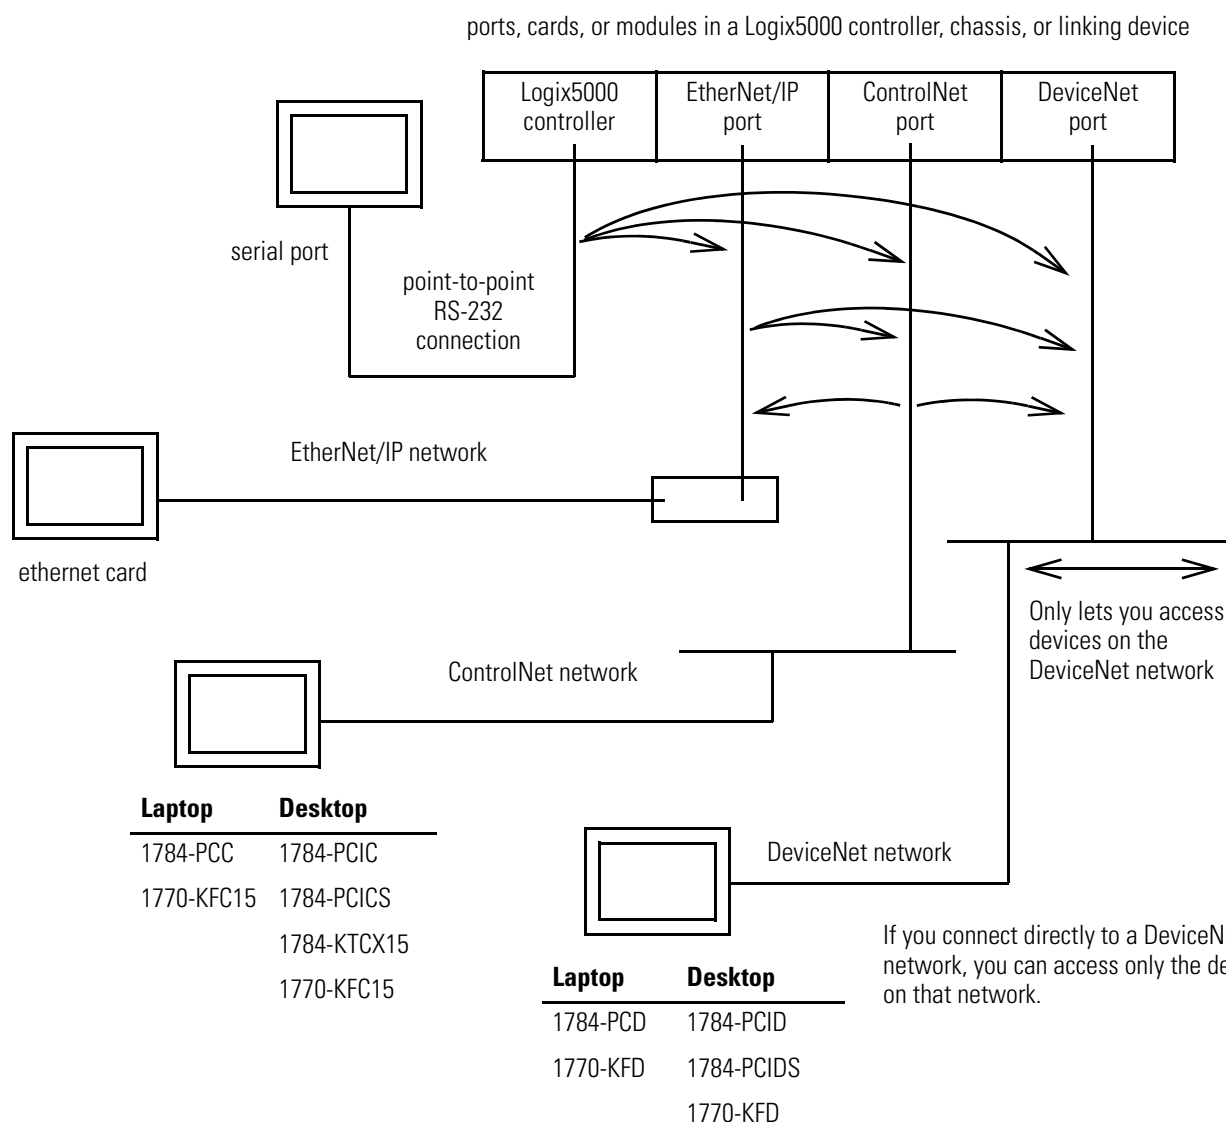 ports, cards, or modules in a Logix5000 controller, chassis, or linking device
Logix5000
controller
EtherNet/IP
port
ControlNet
port
DeviceNet
port
serial port
point-to-point
RS-232
connection
EtherNet/IP network
ethernet card
Only lets you access
devices on the
DeviceNet network
ControlNet network
Laptop Desktop
1784-PCC 1784-PCIC
1770-KFC15 1784-PCICS
1784-KTCX15
1770-KFC15
DeviceNet network
If you connect directly to a DeviceN
network, you can access only the de
on that network.
Laptop Desktop
1784-PCD 1784-PCID
1770-KFD 1784-PCIDS
1770-KFD